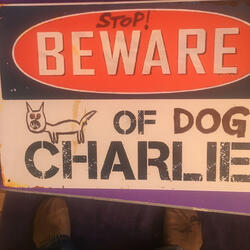 STOP!
BEWARE
OF DOG
CHARLIE